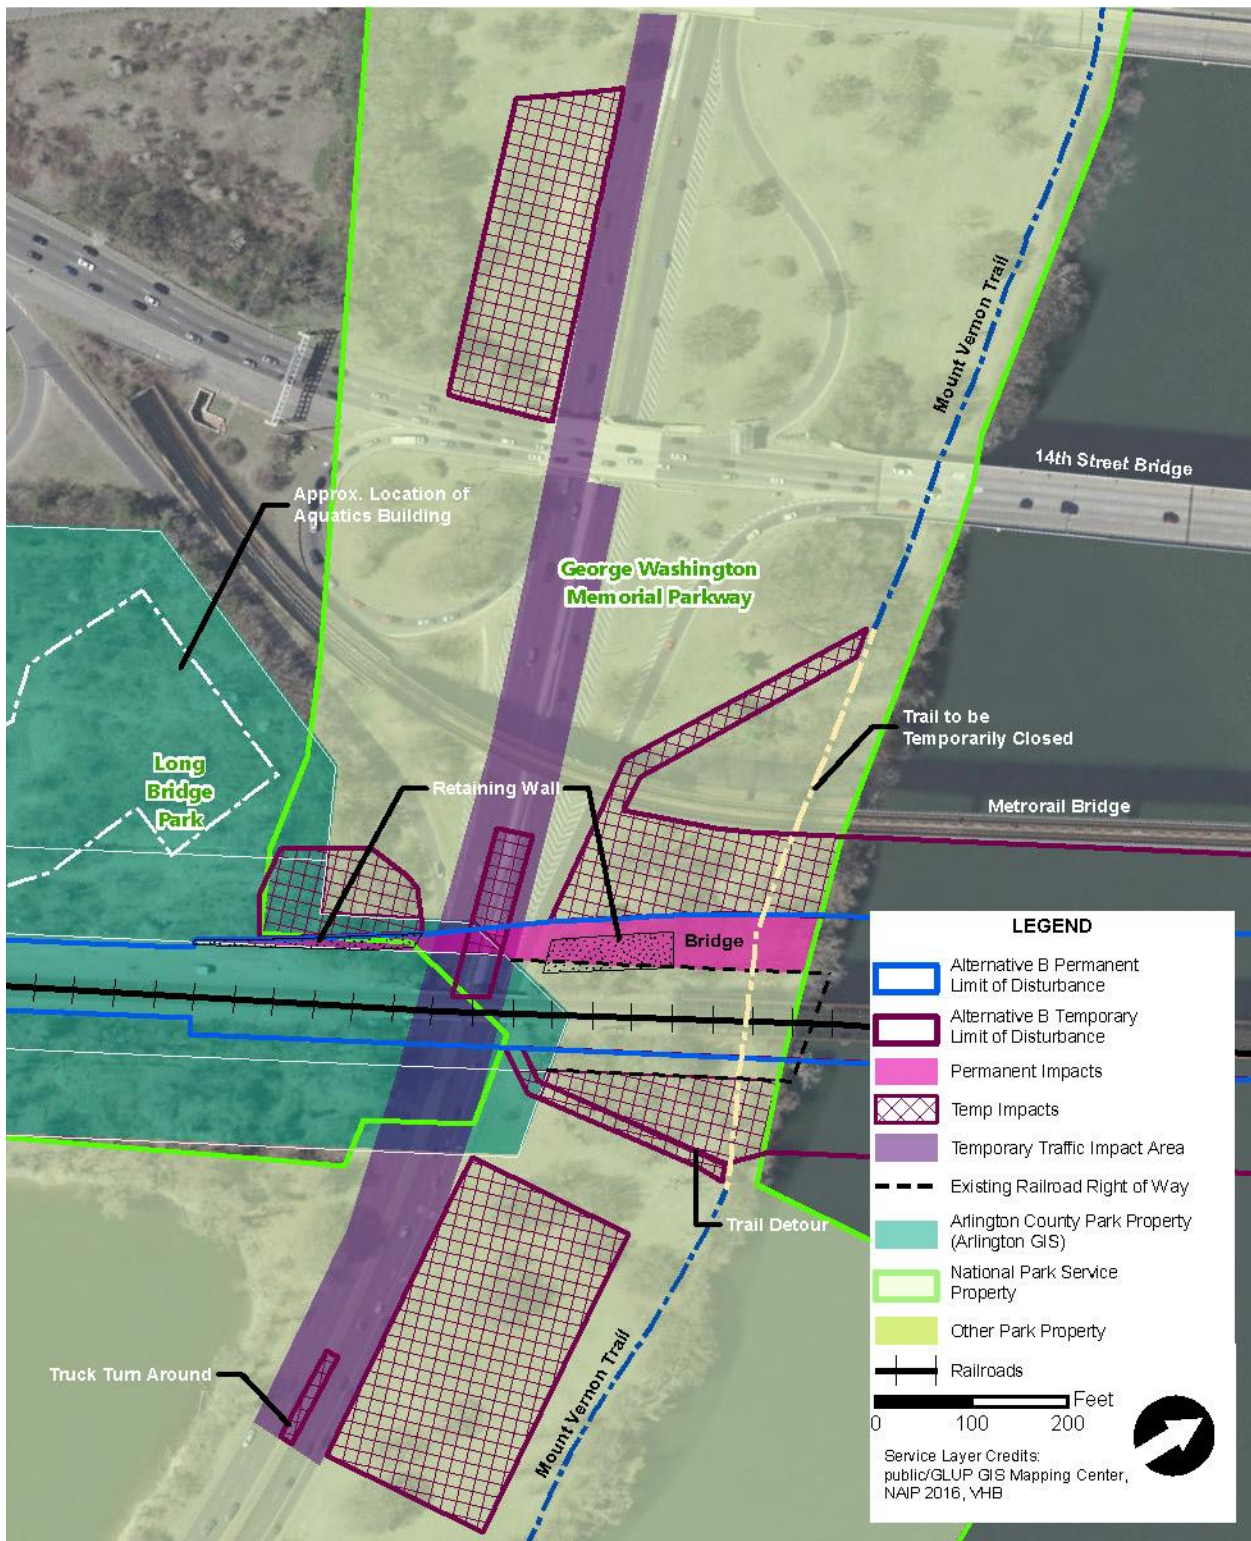 Mount Vernon Trail
14th Street Bridge
Approx. Location of
Aquatics Building
George Washington
Memorial Parkway
Trail to be
Temporarily Closed
Long
Bridge
Park
Retaining Wall
Metrorail Bridge
Bridge
Trail Detour
Truck Turn Around
Mount Vernon Trail
LEGEND
Alternative B Permanent
Limit of Disturbance
Alternative B Temporary
Limit of Disturbance
Permanent Impacts
Temp Impacts
Temporary Traffic Impact Area
Existing Railroad Right of Way
Arlington County Park Property
(Arlington GIS)
National Park Service
Property
Other Park Property
Railroads
Feet
0 100 200
Service Layer Credits:
public/GLUP GIS Mapping Center,
NAIP 2016, VHB